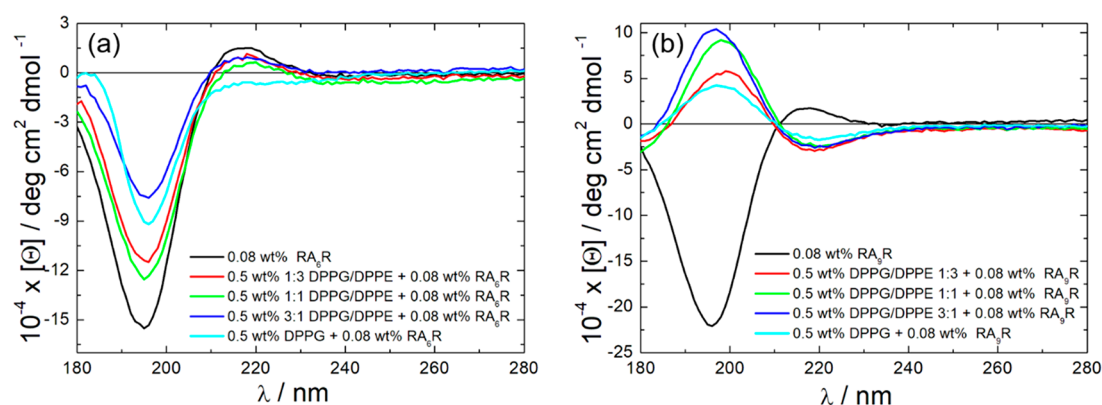 (a)
3
0
-3
-6
-9
-12
-15
10⁻⁴ x [Θ] / deg cm² dmol⁻¹
0.08 wt% RA₆R
0.5 wt% 1:3 DPPG/DPPE + 0.08 wt% RA₆R
0.5 wt% 1:1 DPPG/DPPE + 0.08 wt% RA₆R
0.5 wt% 3:1 DPPG/DPPE + 0.08 wt% RA₆R
0.5 wt% DPPG + 0.08 wt% RA₆R
180 200 220 240 260 280
λ / nm
(b)
10
5
0
-5
-10
-15
-20
-25
10⁻⁴ x [Θ] / deg cm² dmol⁻¹
0.08 wt% RA₉R
0.5 wt% DPPG/DPPE 1:3 + 0.08 wt% RA₉R
0.5 wt% DPPG/DPPE 1:1 + 0.08 wt% RA₉R
0.5 wt% DPPG/DPPE 3:1 + 0.08 wt% RA₉R
0.5 wt% DPPG + 0.08 wt% RA₉R
180 200 220 240 260 280
λ / nm